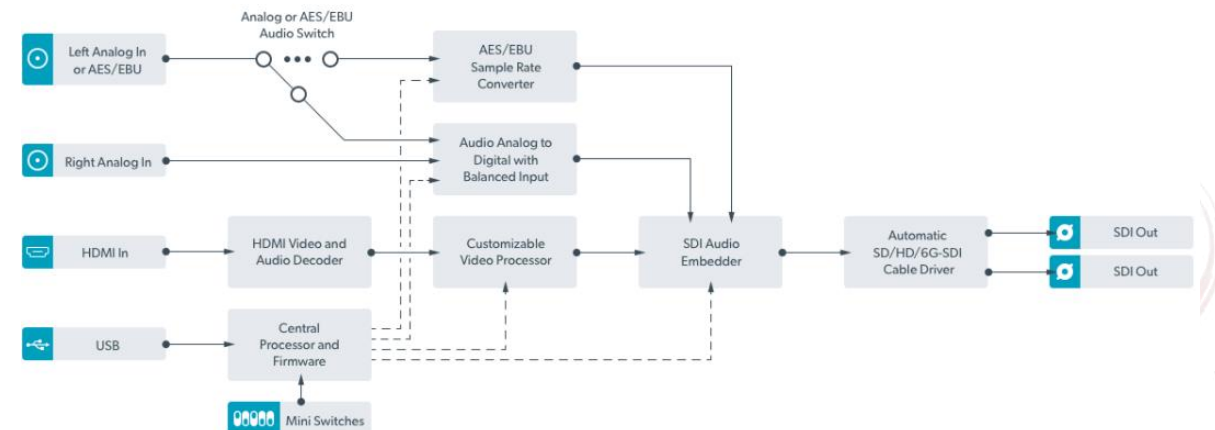 Analog or AES/EBU
Audio Switch
Left Analog In
or AES/EBU
AES/EBU
Sample Rate
Converter
Right Analog In
Audio Analog to
Digital with
Balanced Input
HDMI In
HDMI Video and
Audio Decoder
Customizable
Video Processor
SDI Audio
Embedder
Automatic
SD/HD/6G-SDI
Cable Driver
SDI Out
SDI Out
USB
Central
Processor and
Firmware
Mini Switches